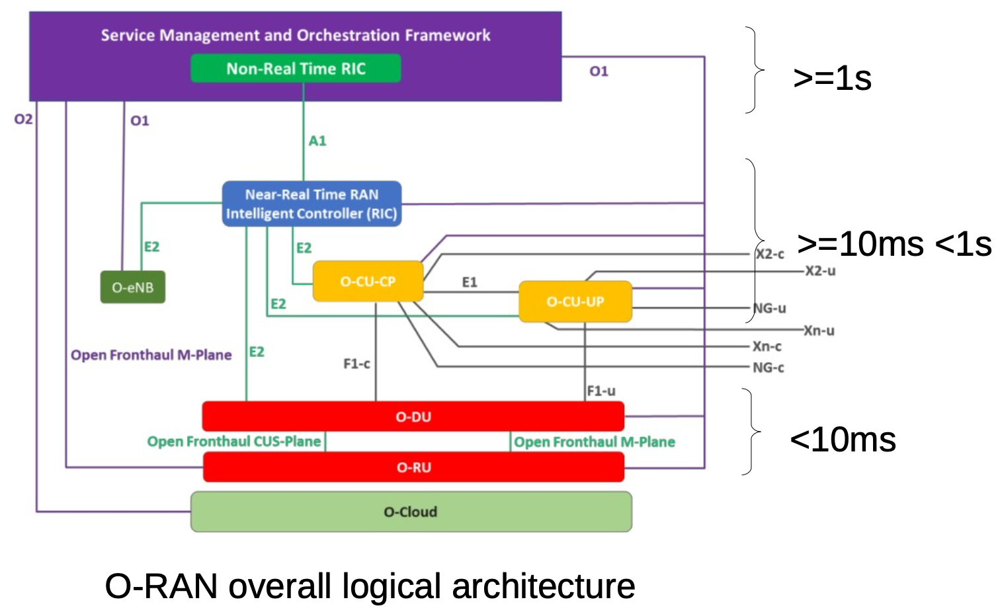 Service Management and Orchestration Framework
Non-Real Time RIC
O1
>=1s
O2
O1
A1
Near-Real Time RAN
Intelligent Controller (RIC)
E2
E2
>=10ms <1s
X2-c
X2-u
O-eNB
O-CU-CP
E1
O-CU-UP
E2
NG-u
Xn-u
Xn-c
Open Fronthaul M-Plane
E2
F1-c
NG-c
F1-u
O-DU
Open Fronthaul CUS-Plane
Open Fronthaul M-Plane
<10ms
O-RU
O-Cloud
O-RAN overall logical architecture